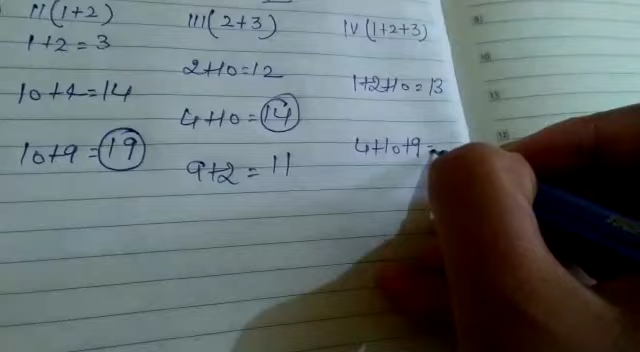 II(1+2)
1+2=3
10+4=14
10+9=19
III(2+3)
2+10=12
4+10=14
9+2=11
IV(1+2+3)
1+2+10=13
4+10+9=